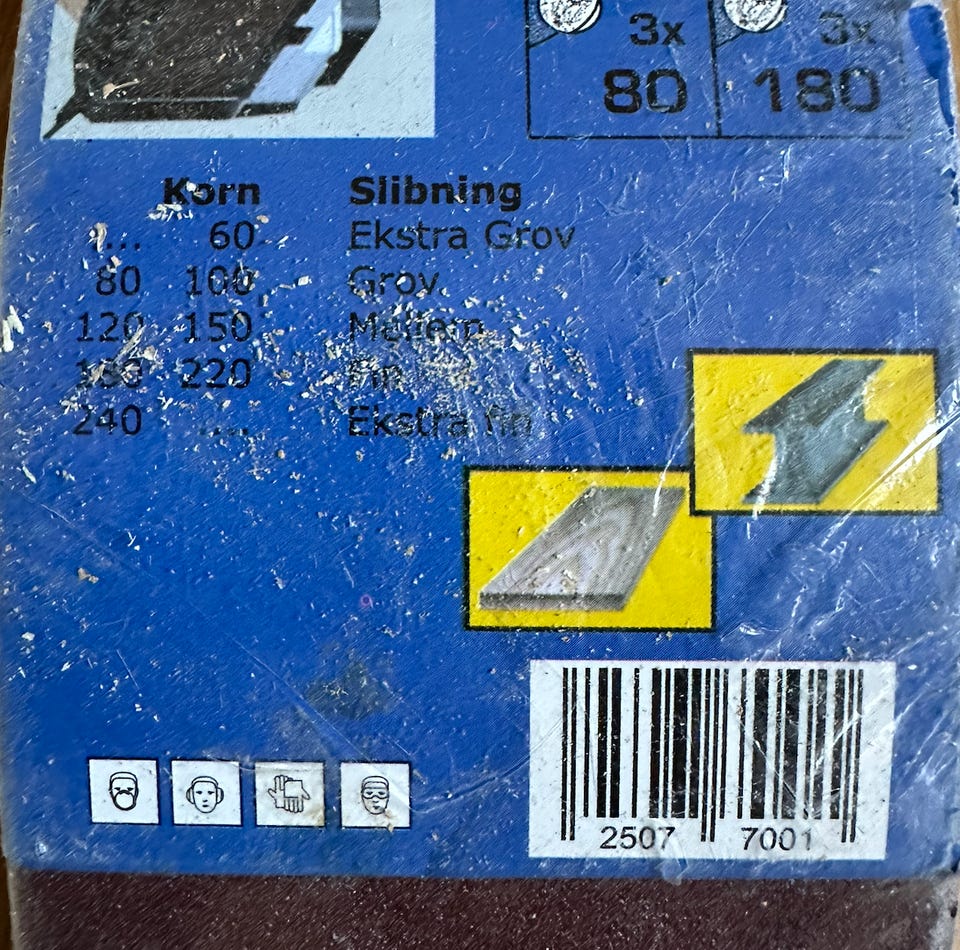 3x 3x
80 180
Korn Slibning
.... 60 Ekstra Grov
80 100 Grov
120 150 Mellem
160 220 Fin
240 ..... Ekstra fin
2507 7001